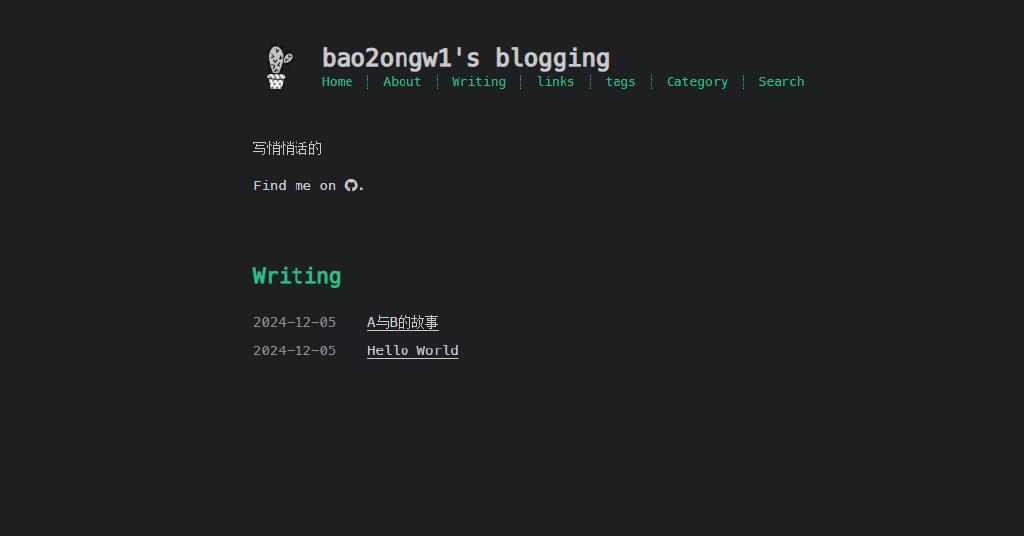 bao2ongw1's blogging
Home About Writing links tags Category Search
写悄悄话的
Find me on .
Writing
2024-12-05 A与B的故事
2024-12-05 Hello World